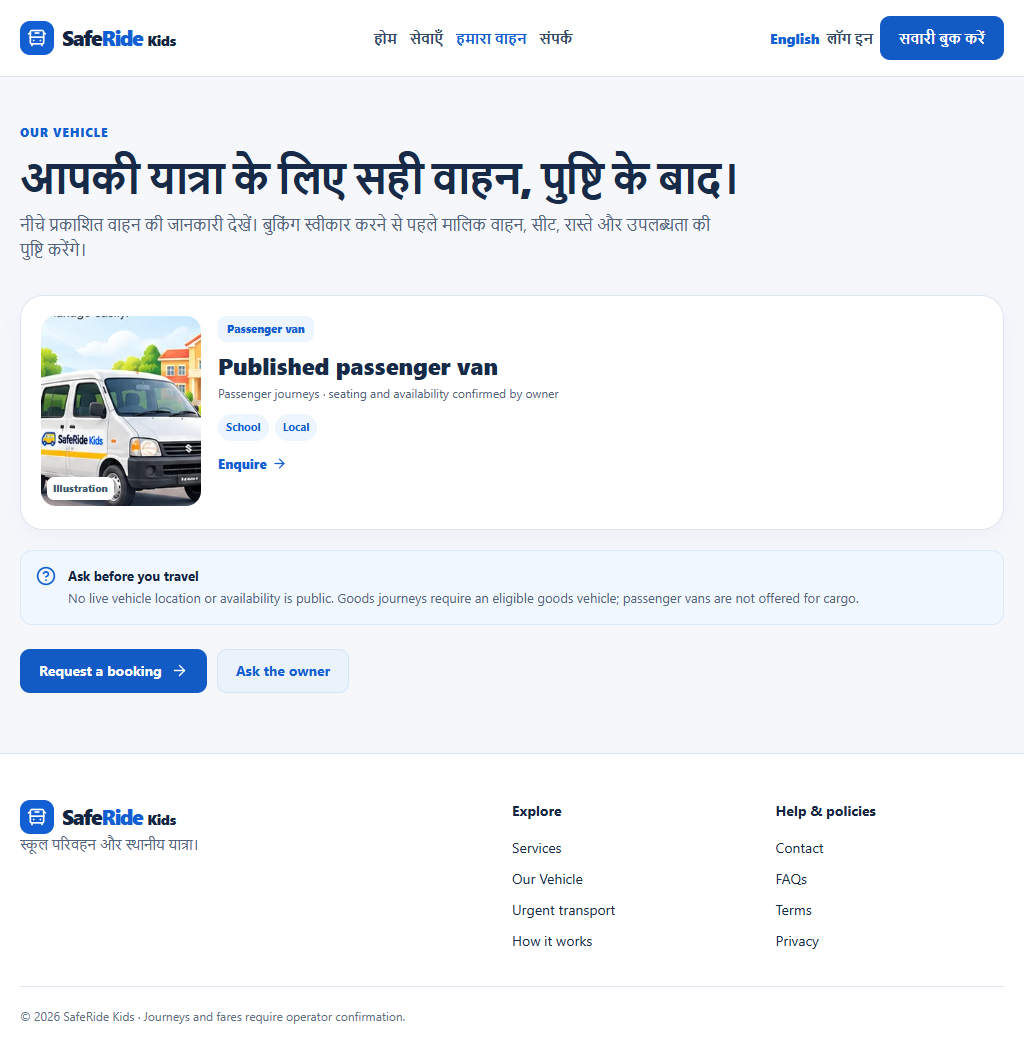 SafeRide Kids
होम सेवाएँ हमारा वाहन संपर्क
English लॉग इन सवारी बुक करें
OUR VEHICLE
आपकी यात्रा के लिए सही वाहन, पुष्टि के बाद।
नीचे प्रकाशित वाहन की जानकारी देखें। बुकिंग स्वीकार करने से पहले मालिक वाहन, सीट, रास्ते और उपलब्धता की
पुष्टि करेंगे।
SafeRide Kids
Illustration
Passenger van
Published passenger van
Passenger journeys · seating and availability confirmed by owner
School Local
Enquire →
Ask before you travel
No live vehicle location or availability is public. Goods journeys require an eligible goods vehicle; passenger vans are not offered for cargo.
Request a booking → Ask the owner
SafeRide Kids
स्कूल परिवहन और स्थानीय यात्रा।
Explore
Services
Our Vehicle
Urgent transport
How it works
Help & policies
Contact
FAQs
Terms
Privacy
© 2026 SafeRide Kids · Journeys and fares require operator confirmation.